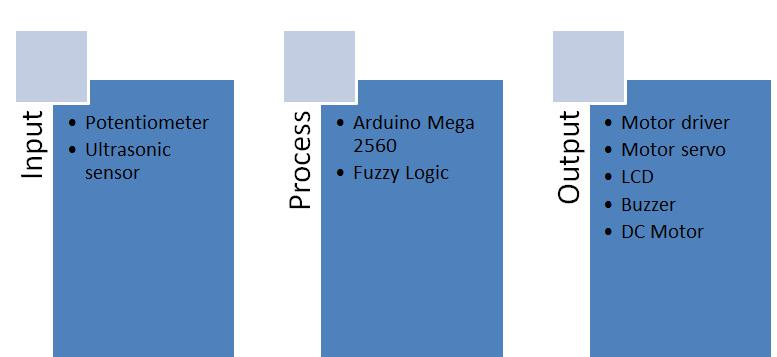 Input
• Potentiometer
• Ultrasonic
sensor
Process
• Arduino Mega
2560
• Fuzzy Logic
Output
• Motor driver
• Motor servo
• LCD
• Buzzer
• DC Motor